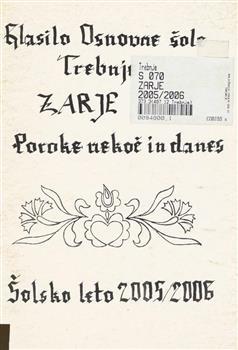 Glasilo Osnovne šole
Trebnje
ZARJE
Trebnje
S 070
ZARJE
2005/2006
Poroke nekoč in danes
Šolsko leto 2005/2006